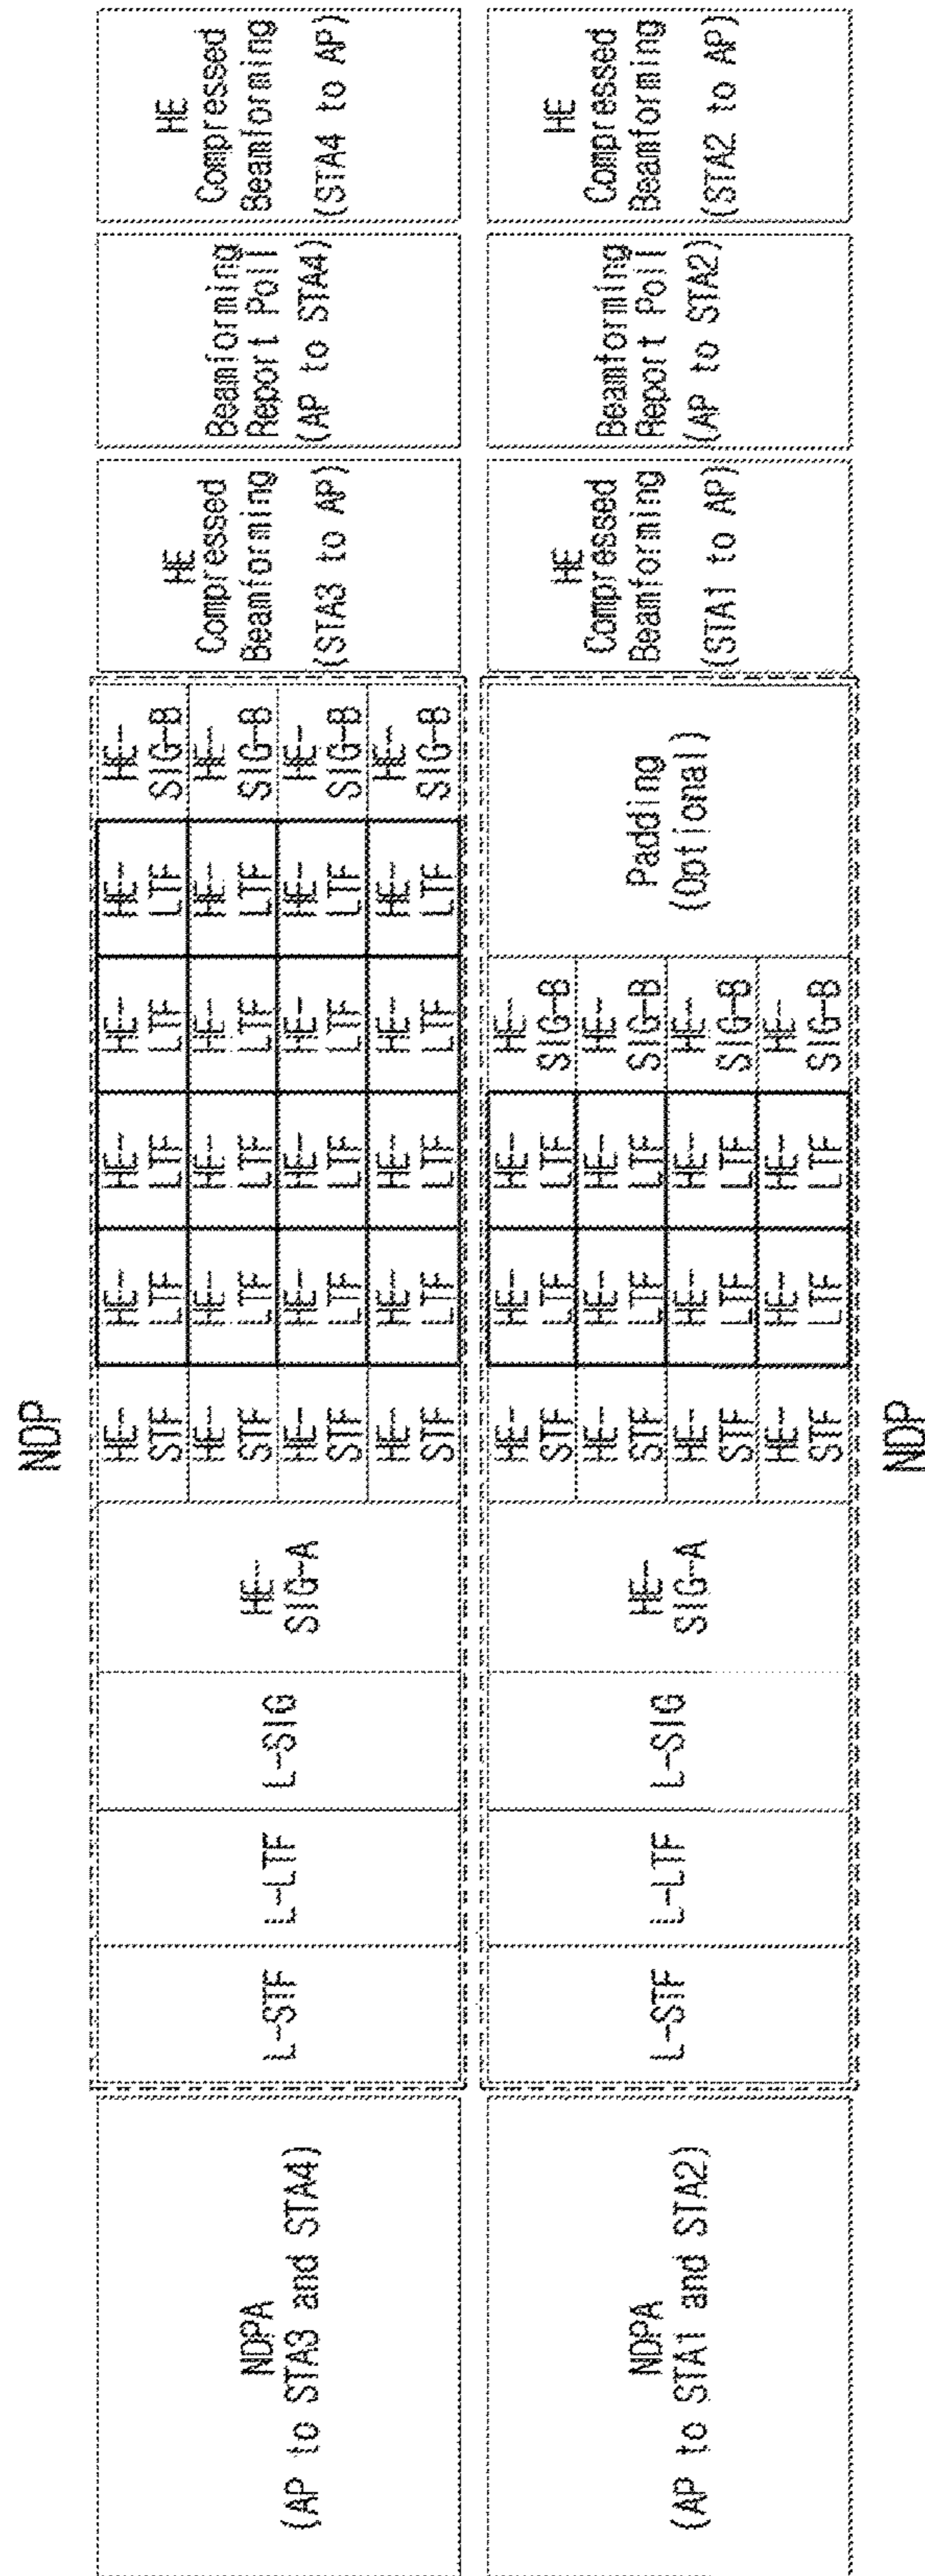 NDP
NDPA
(AP to STA3 and STA4)
L-STF
L-LTF
L-SIG
HE-
SIG-A
HE-
STF
HE-
STF
HE-
STF
HE-
STF
HE-
LTF
HE-
LTF
HE-
LTF
HE-
LTF
HE-
LTF
HE-
LTF
HE-
LTF
HE-
LTF
HE-
LTF
HE-
LTF
HE-
LTF
HE-
LTF
HE-
LTF
HE-
LTF
HE-
LTF
HE-
LTF
HE-
SIG-B
HE-
SIG-B
HE-
SIG-B
HE-
SIG-B
HE
Compressed
Beamforming
(STA3 to AP)
Beamforming
Report Poll
(AP to STA4)
HE
Compressed
Beamforming
(STA4 to AP)
NDPA
(AP to STA1 and STA2)
L-STF
L-LTF
L-SIG
HE-
SIG-A
HE-
STF
HE-
STF
HE-
STF
HE-
STF
HE-
LTF
HE-
LTF
HE-
LTF
HE-
LTF
HE-
LTF
HE-
LTF
HE-
LTF
HE-
LTF
HE-
SIG-B
HE-
SIG-B
HE-
SIG-B
HE-
SIG-B
Padding
(Optional)
HE
Compressed
Beamforming
(STA1 to AP)
Beamforming
Report Poll
(AP to STA2)
HE
Compressed
Beamforming
(STA2 to AP)
NDP